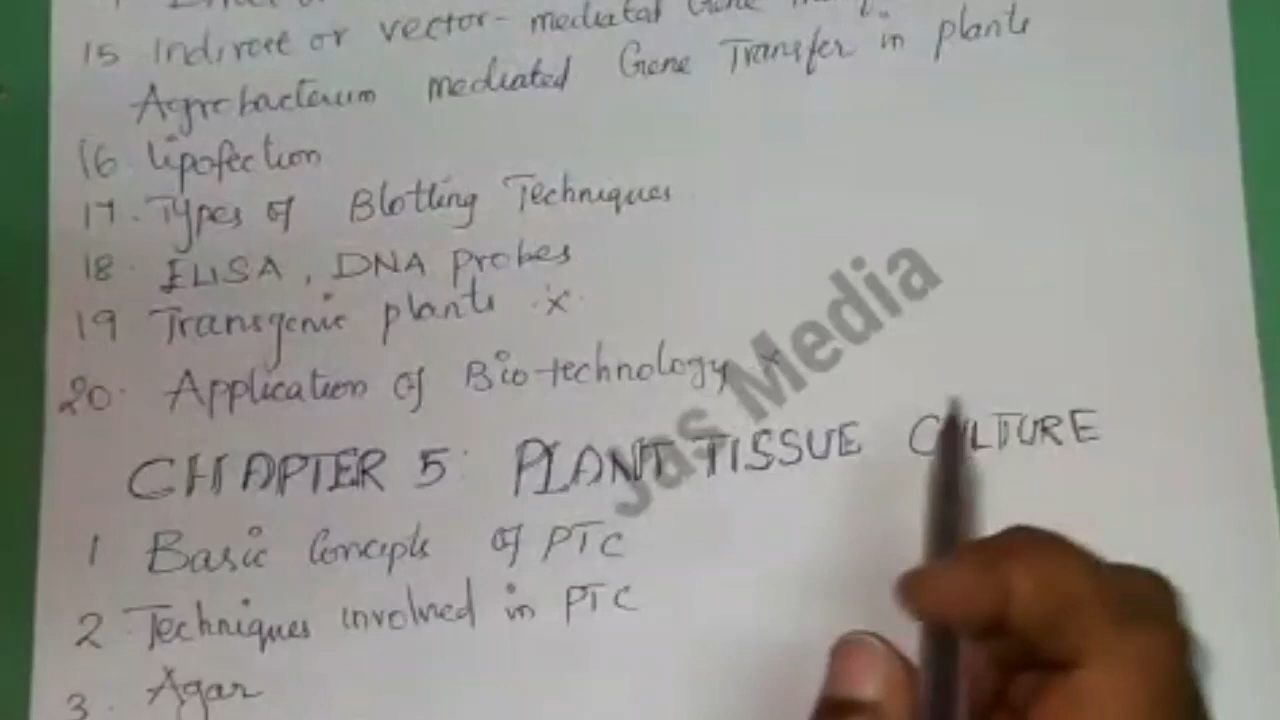 15 Indirect or vector-mediated Gene
Agrobacterium mediated Gene Transfer in plants
16 Lipofection
17. Types of Blotting Techniques
18. ELISA, DNA probes
19 Transgenic plants x
20. Application of Bio-technology x
CHAPTER 5: PLANT TISSUE CULTURE
1 Basic Concepts of PTC
2 Techniques involved in PTC
3. Agar
Jas Media